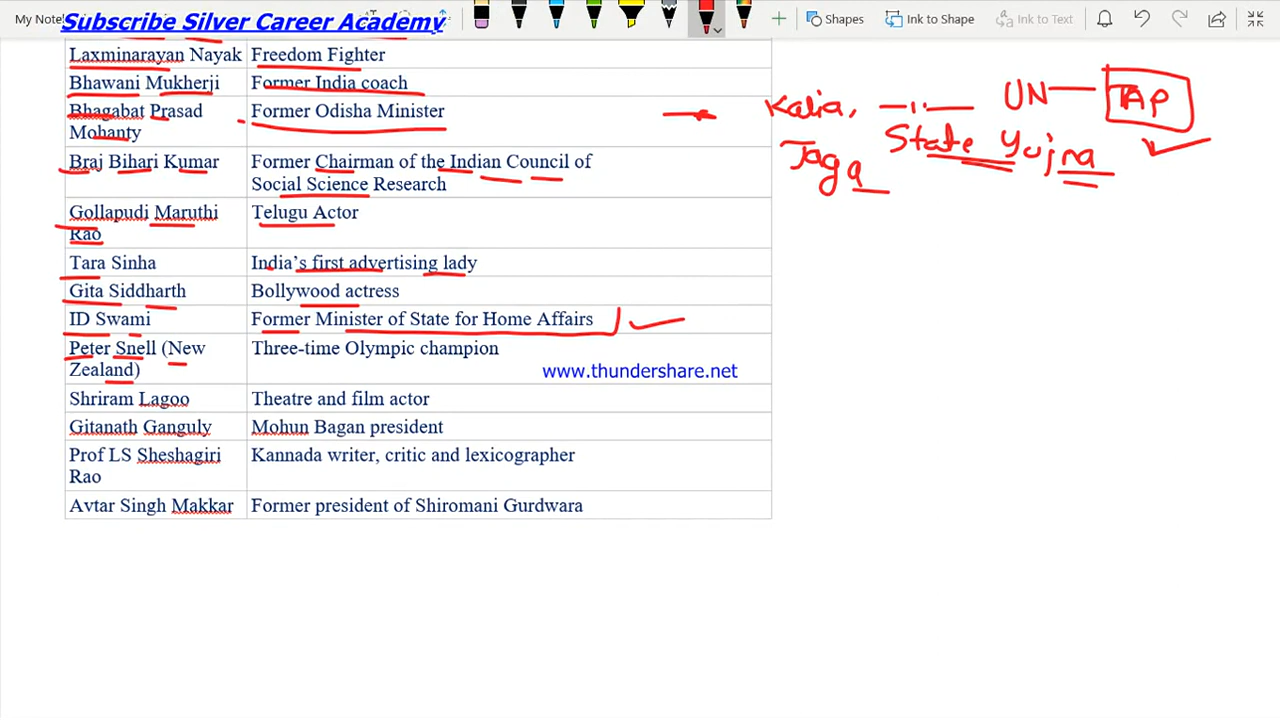 My Note
Subscribe Silver Career Academy
Shapes
Ink to Shape
Ink to Text
Laxminarayan Nayak Freedom Fighter
Bhawani Mukherji Former India coach
Bhagabat Prasad Former Odisha Minister
Mohanty
Braj Bihari Kumar Former Chairman of the Indian Council of
Social Science Research
Gollapudi Maruthi Telugu Actor
Rao
Tara Sinha India's first advertising lady
Gita Siddharth Bollywood actress
ID Swami Former Minister of State for Home Affairs
Peter Snell (New Three-time Olympic champion
Zealand)
www.thundershare.net
Shriram Lagoo Theatre and film actor
Gitanath Ganguly Mohun Bagan president
Prof LS Sheshagiri Kannada writer, critic and lexicographer
Rao
Avtar Singh Makkar Former president of Shiromani Gurdwara
Kalia, UN TAP
State Yojna
Jaga